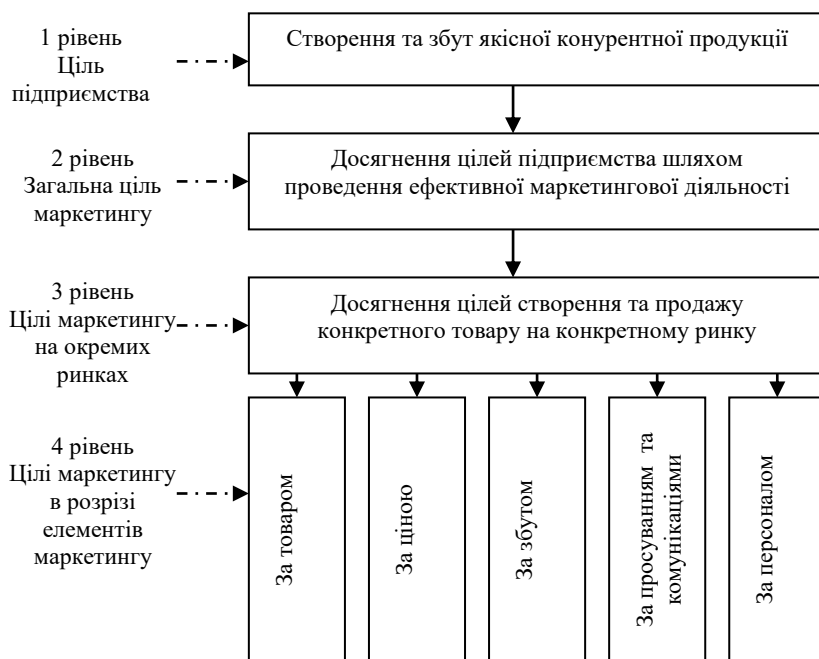 1 рівень
Ціль
підприємства
Створення та збут якісної конурентної продукції
2 рівень
Загальна ціль
маркетингу
Досягнення цілей підприємства шляхом
проведення ефективної маркетингової діяльності
3 рівень
Цілі маркетингу
на окремих
ринках
Досягнення цілей створення та продажу
конкретного товару на конкретному ринку
4 рівень
Цілі маркетингу
в розрізі
елементів
маркетингу
За товаром
За ціною
За збутом
За просуванням та
комунікаціями
За персоналом